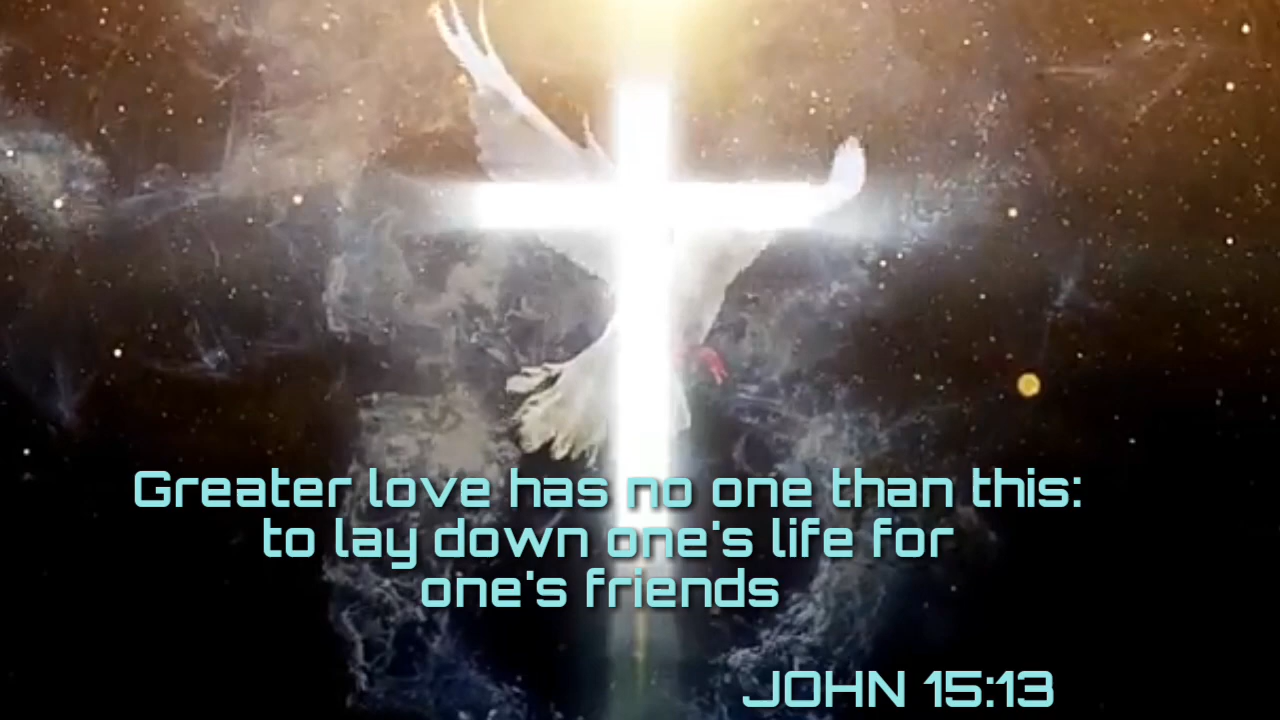 Greater love has no one than this:
to lay down one's life for
one's friends
JOHN 15:13